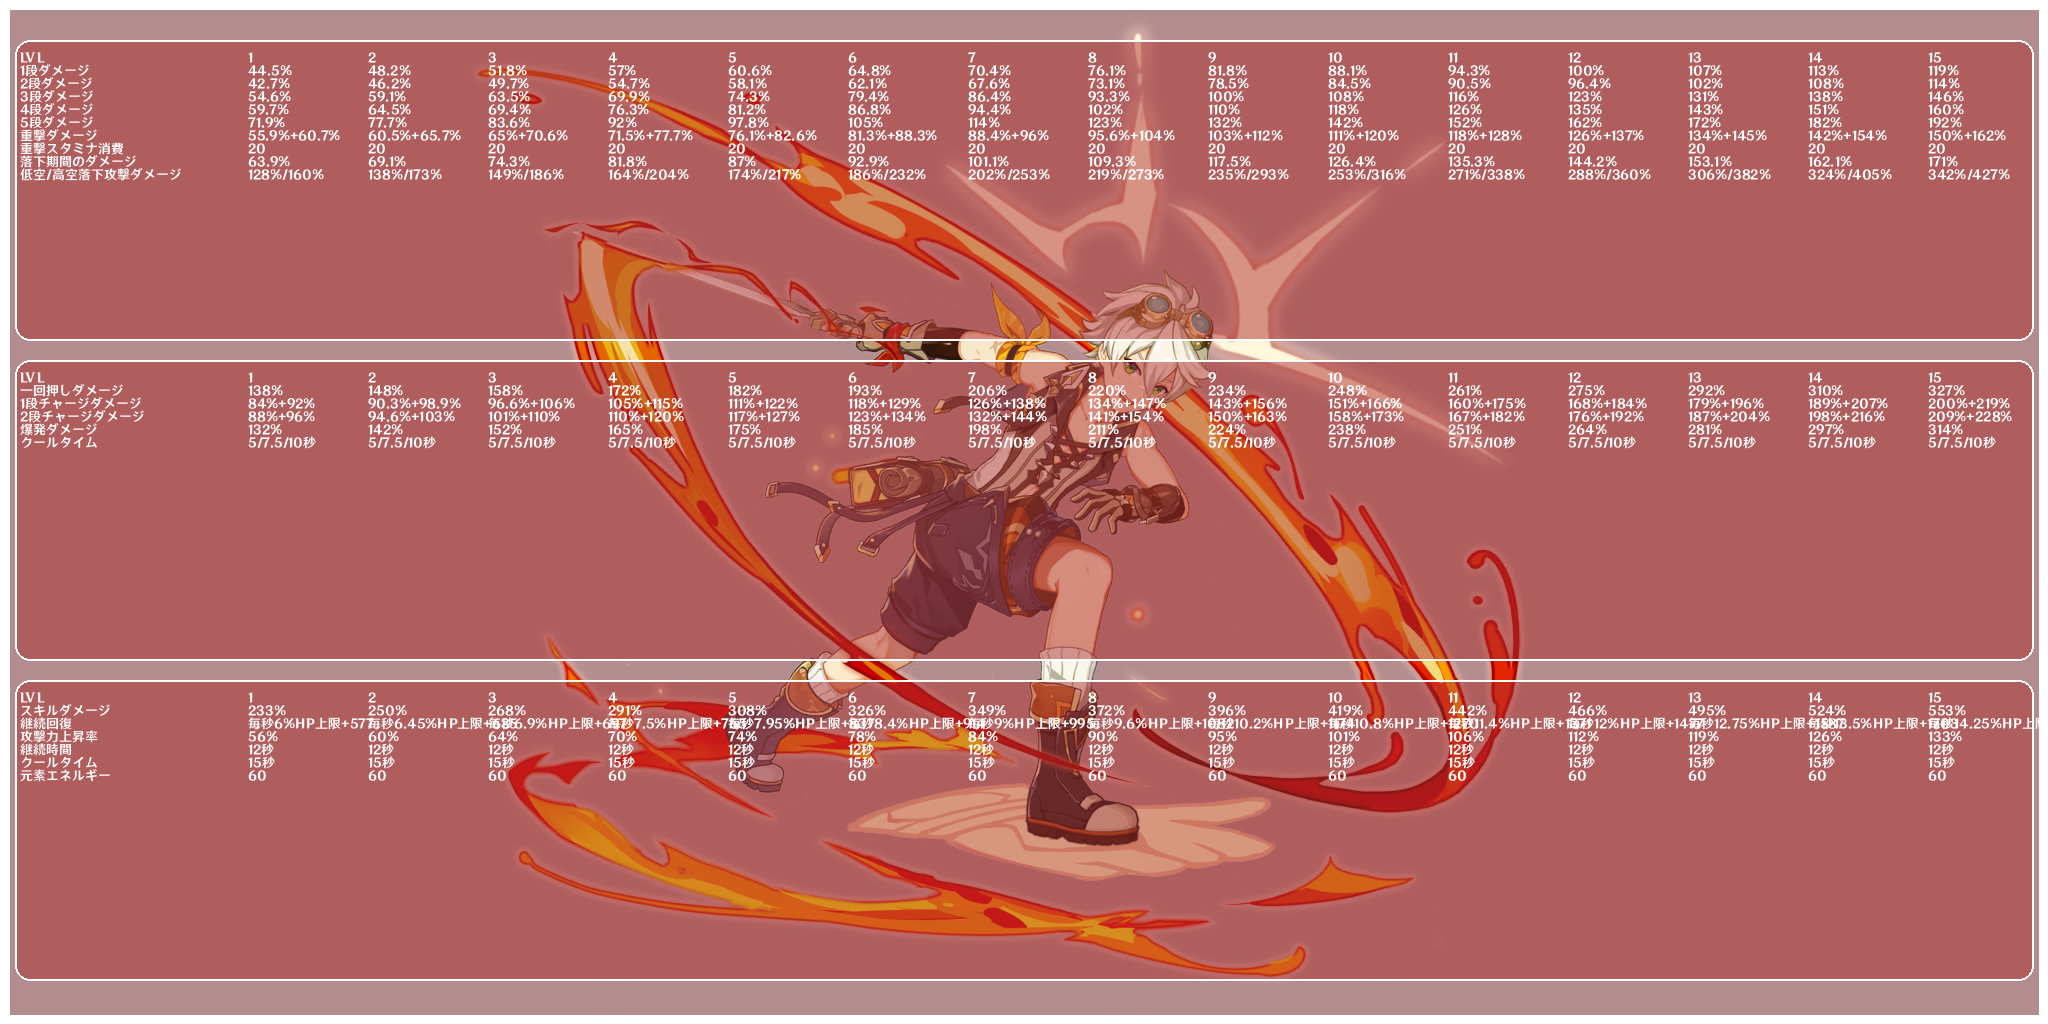 LVL 1 2 3 4 5 6 7 8 9 10 11 12 13 14 15
1段ダメージ 44.5% 48.2% 51.8% 57% 60.6% 64.8% 70.4% 76.1% 81.8% 88.1% 94.3% 100% 107% 113% 119%
2段ダメージ 42.7% 46.2% 49.7% 54.7% 58.1% 62.1% 67.6% 73.1% 78.5% 84.5% 90.5% 96.4% 102% 108% 114%
3段ダメージ 54.6% 59.1% 63.5% 69.9% 74.3% 79.4% 86.4% 93.3% 100% 108% 116% 123% 131% 138% 146%
4段ダメージ 59.7% 64.5% 69.4% 76.3% 81.2% 86.8% 94.4% 102% 110% 118% 126% 135% 143% 151% 160%
5段ダメージ 71.9% 77.7% 83.6% 92% 97.8% 105% 114% 123% 132% 142% 152% 162% 172% 182% 192%
重撃ダメージ 55.9%+60.7% 60.5%+65.7% 65%+70.6% 71.5%+77.7% 76.1%+82.6% 81.3%+88.3% 88.4%+96% 95.6%+104% 103%+112% 111%+120% 118%+128% 126%+137% 134%+145% 142%+154% 150%+162%
重撃スタミナ消費 20 20 20 20 20 20 20 20 20 20 20 20 20 20 20
落下期間のダメージ 63.9% 69.1% 74.3% 81.8% 87% 92.9% 101.1% 109.3% 117.5% 126.4% 135.3% 144.2% 153.1% 162.1% 171%
低空/高空落下攻撃ダメージ 128%/160% 138%/173% 149%/186% 164%/204% 174%/217% 186%/232% 202%/253% 219%/273% 235%/293% 253%/316% 271%/338% 288%/360% 306%/382% 324%/405% 342%/427%
LVL 1 2 3 4 5 6 7 8 9 10 11 12 13 14 15
一回押しダメージ 138% 148% 158% 172% 182% 193% 206% 220% 234% 248% 261% 275% 292% 310% 327%
1段チャージダメージ 84%+92% 90.3%+98.9% 96.6%+106% 105%+115% 111%+122% 118%+129% 126%+138% 134%+147% 143%+156% 151%+166% 160%+175% 168%+184% 179%+196% 189%+207% 200%+219%
2段チャージダメージ 88%+96% 94.6%+103% 101%+110% 110%+120% 117%+127% 123%+134% 132%+144% 141%+154% 150%+163% 158%+173% 167%+182% 176%+192% 187%+204% 198%+216% 209%+228%
爆発ダメージ 132% 142% 152% 165% 175% 185% 198% 211% 224% 238% 251% 264% 281% 297% 314%
クールタイム 5/7.5/10秒 5/7.5/10秒 5/7.5/10秒 5/7.5/10秒 5/7.5/10秒 5/7.5/10秒 5/7.5/10秒 5/7.5/10秒 5/7.5/10秒 5/7.5/10秒 5/7.5/10秒 5/7.5/10秒 5/7.5/10秒 5/7.5/10秒 5/7.5/10秒
LVL 1 2 3 4 5 6 7 8 9 10 11 12 13 14 15
スキルダメージ 233% 250% 268% 291% 308% 326% 349% 372% 396% 419% 442% 466% 495% 524% 553%
継続回復 毎秒6%HP上限+577
攻撃力上昇率 56% 60% 64% 70% 74% 78% 84% 90% 95% 101% 106% 112% 119% 126% 133%
継続時間 12秒 12秒 12秒 12秒 12秒 12秒 12秒 12秒 12秒 12秒 12秒 12秒 12秒 12秒 12秒
クールタイム 15秒 15秒 15秒 15秒 15秒 15秒 15秒 15秒 15秒 15秒 15秒 15秒 15秒 15秒 15秒
元素エネルギー 60 60 60 60 60 60 60 60 60 60 60 60 60 60 60